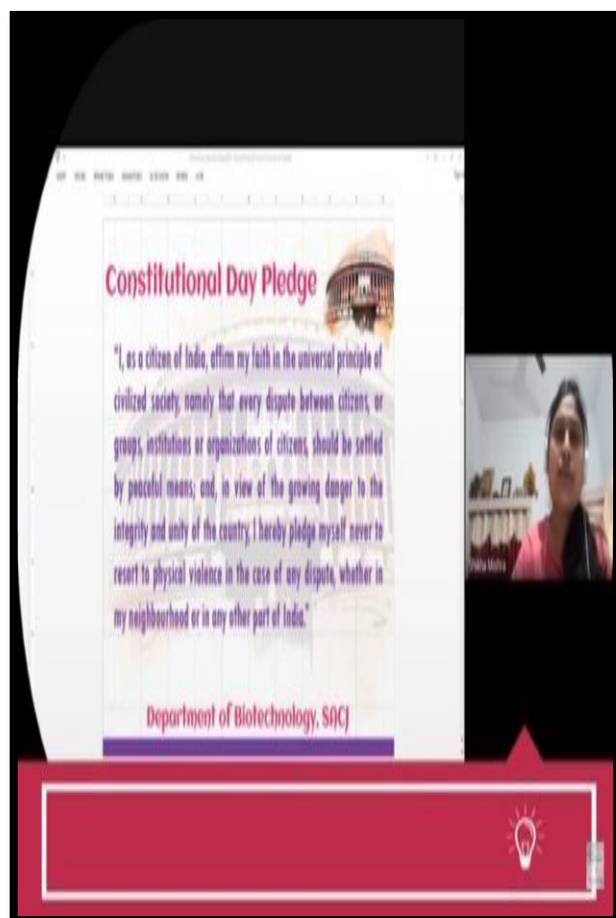 Constitutional Day Pledge
"I, as a citizen of India, affirm my faith in the universal principle of
civilized society, namely that every dispute between citizens, or
groups, institutions or organizations of citizens, should be settled
by peaceful means; and, in view of the growing danger to the
integrity and unity of the country, I hereby pledge myself never to
resort to physical violence in the case of any dispute, whether in
my neighbourhood or in any other part of India."
Department of Biotechnology, SACJ
Mishra